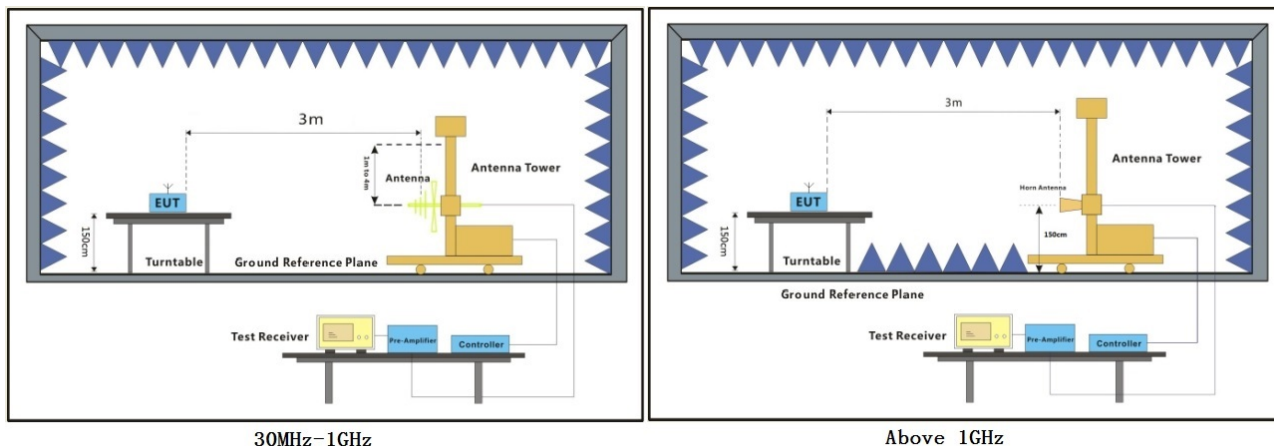 3m
1m to 4m
Antenna
Antenna Tower
EUT
150cm
Turntable
Ground Reference Plane
Test Receiver
Pre-Amplifier
Controller
30MHz-1GHz
3m
Antenna Tower
Horn Antenna
EUT
150cm
150cm
Turntable
Ground Reference Plane
Test Receiver
Pre-Amplifier
Controller
Above 1GHz